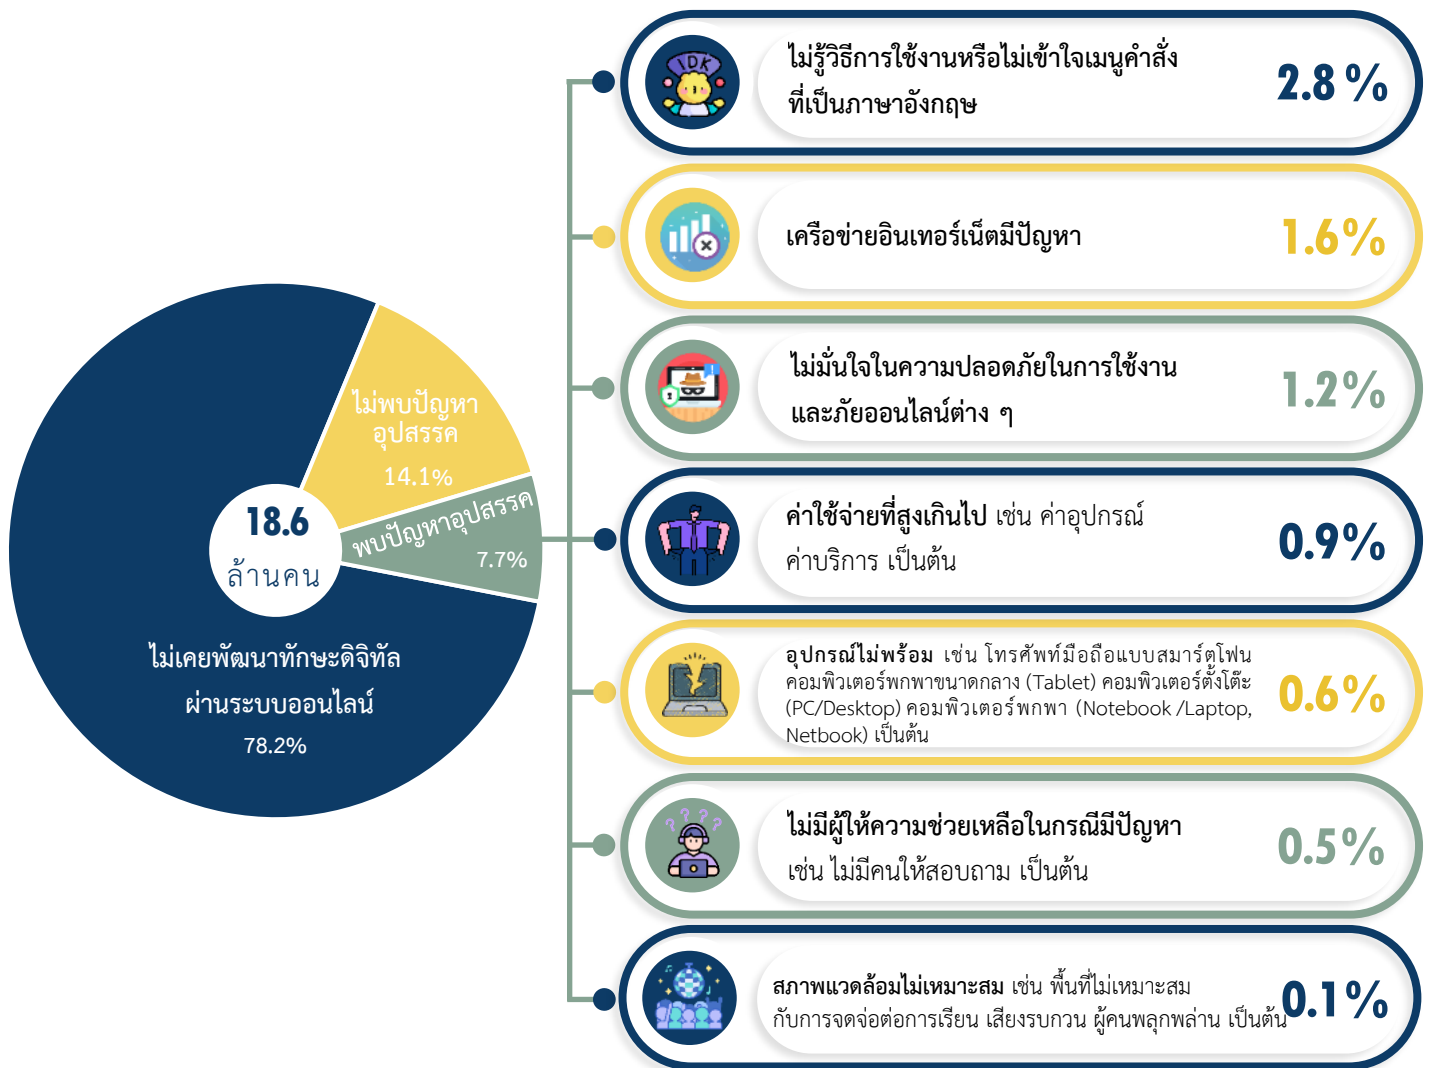 18.6
ล้านคน
ไม่พบปัญหา
อุปสรรค
14.1%
พบปัญหาอุปสรรค
7.7%
ไม่เคยพัฒนาทักษะดิจิทัล
ผ่านระบบออนไลน์
78.2%
IDK
ไม่รู้วิธีการใช้งานหรือไม่เข้าใจเมนูคำสั่ง
ที่เป็นภาษาอังกฤษ
2.8 %
เครือข่ายอินเทอร์เน็ตมีปัญหา
1.6%
ไม่มั่นใจในความปลอดภัยในการใช้งาน
และภัยออนไลน์ต่าง ๆ
1.2%
ค่าใช้จ่ายที่สูงเกินไป เช่น ค่าอุปกรณ์
ค่าบริการ เป็นต้น
0.9%
อุปกรณ์ไม่พร้อม เช่น โทรศัพท์มือถือแบบสมาร์ตโฟน
คอมพิวเตอร์พกพาขนาดกลาง (Tablet) คอมพิวเตอร์ตั้งโต๊ะ
(PC/Desktop) คอมพิวเตอร์พกพา (Notebook /Laptop,
Netbook) เป็นต้น
0.6%
ไม่มีผู้ให้ความช่วยเหลือในกรณีมีปัญหา
เช่น ไม่มีคนให้สอบถาม เป็นต้น
0.5%
สภาพแวดล้อมไม่เหมาะสม เช่น พื้นที่ไม่เหมาะสม
กับการจดจ่อต่อการเรียน เสียงรบกวน ผู้คนพลุกพล่าน เป็นต้น
0.1%